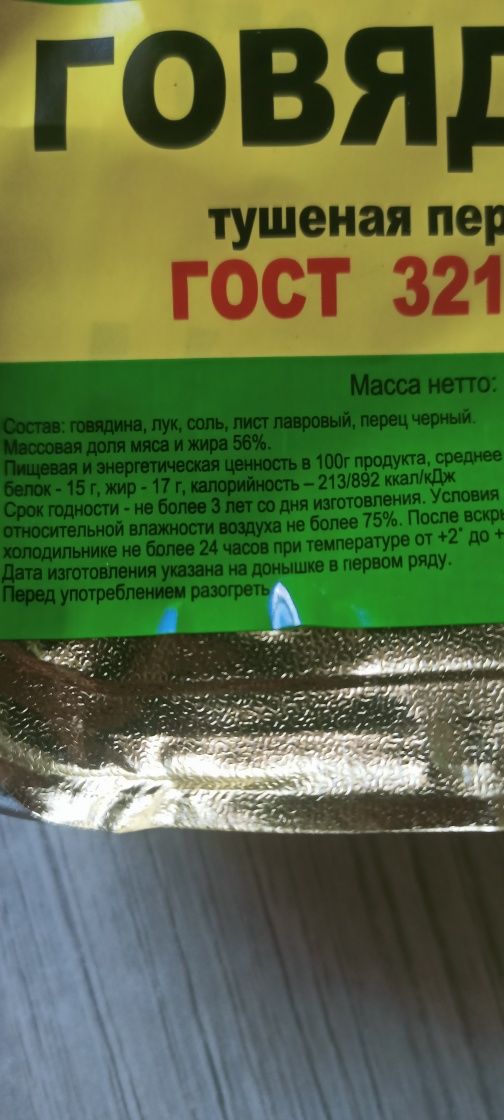 ГОВЯД
тушеная пер
ГОСТ 321
Масса нетто:
Состав: говядина, лук, соль, лист лавровый, перец черный.
Массовая доля мяса и жира 56%.
Пищевая и энергетическая ценность в 100г продукта, среднее
белок - 15 г, жир - 17 г, калорийность – 213/892 ккал/кДж
Срок годности - не более 3 лет со дня изготовления. Условия
относительной влажности воздуха не более 75%. После вскры
холодильнике не более 24 часов при температуре от +2° до +
Дата изготовления указана на донышке в первом ряду.
Перед употреблением разогреть